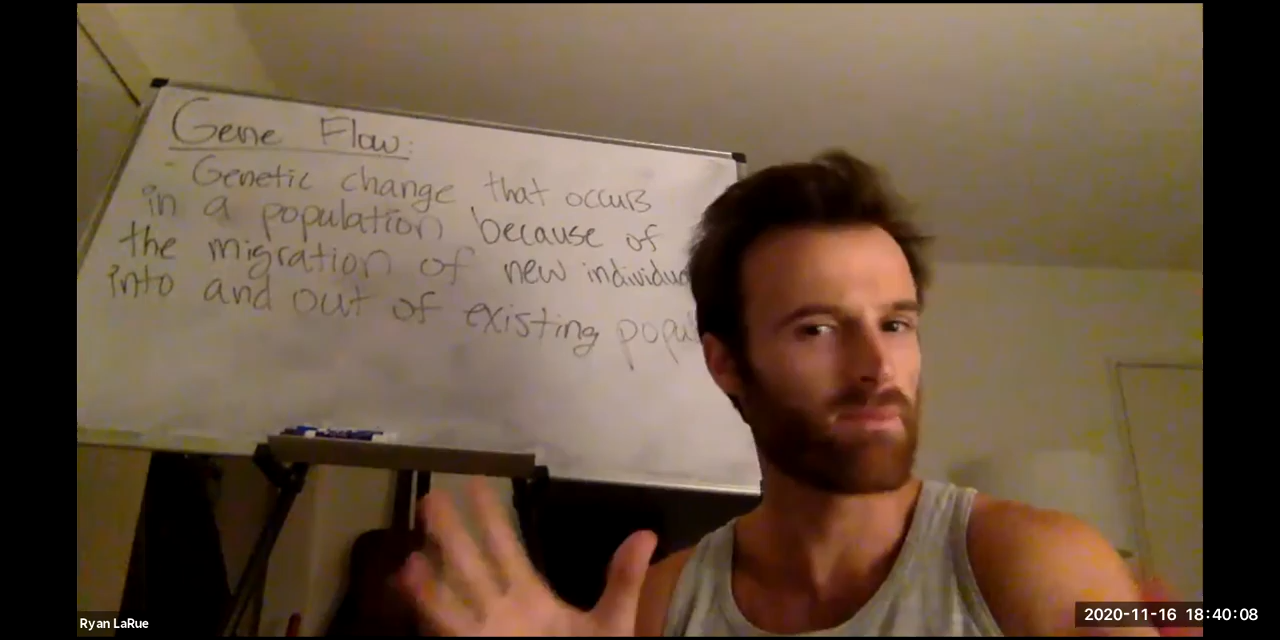 Gene Flow:
- Genetic change that occurs
in a population because of
the migration of new
into and out of existing
Ryan LaRue
2020-11-16 18:40:08